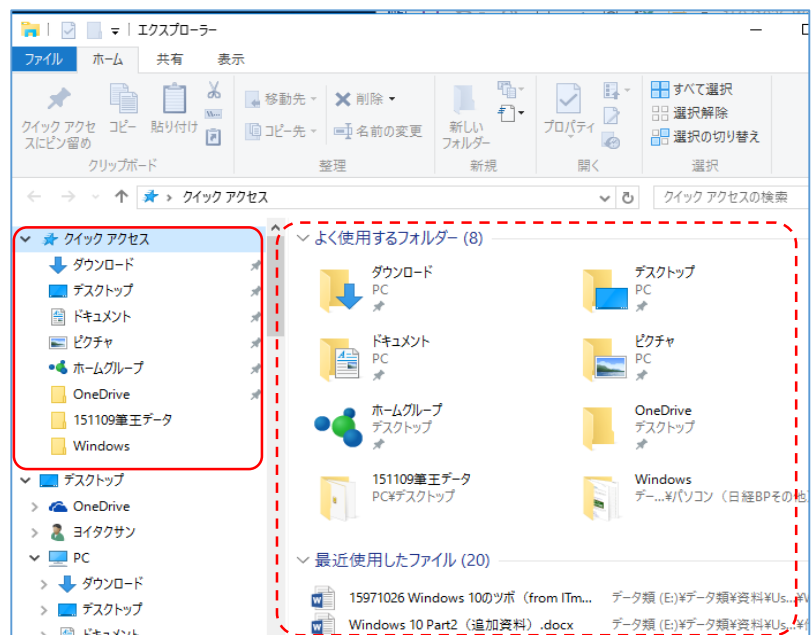 エクスプローラー
ファイル ホーム 共有 表示
クイック アクセスにピン留め
コピー
貼り付け
移動先
コピー先
削除
名前の変更
新しいフォルダー
プロパティ
すべて選択
選択解除
選択の切り替え
クリップボード 整理 新規 開く 選択
クイック アクセス
クイック アクセスの検索
クイック アクセス
ダウンロード
デスクトップ
ドキュメント
ピクチャ
ホームグループ
OneDrive
151109筆王データ
Windows
デスクトップ
OneDrive
ヨイタクサン
PC
ダウンロード
デスクトップ
ドキュメント
よく使用するフォルダー (8)
ダウンロード
PC
デスクトップ
PC
ドキュメント
PC
ピクチャ
PC
ホームグループ
デスクトップ
OneDrive
デスクトップ
151109筆王データ
PC¥デスクトップ
Windows
デー...¥パソコン（日経BPその他
最近使用したファイル (20)
15971026 Windows 10のツボ（from ITm... データ類 (E:)¥データ類¥資料¥Us...¥
Windows 10 Part2（追加資料）.docx データ類 (E:)¥データ類¥資料¥Us...¥